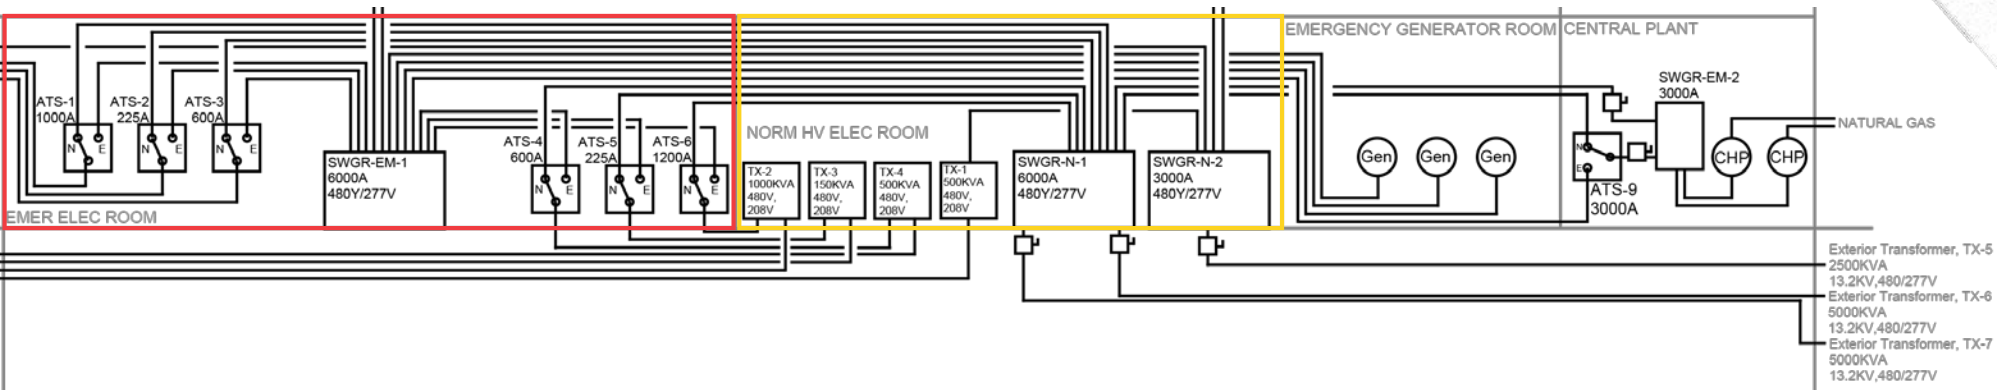 EMERGENCY GENERATOR ROOM
CENTRAL PLANT
SWGR-EM-2
3000A
ATS-1
1000A
N
E
ATS-2
225A
N
E
ATS-3
600A
N
E
SWGR-EM-1
6000A
480Y/277V
ATS-4
600A
N
E
ATS-5
225A
N
E
ATS-6
1200A
N
E
EMER ELEC ROOM
NORM HV ELEC ROOM
TX-2
1000KVA
480V,
208V
TX-3
150KVA
480V,
208V
TX-4
500KVA
480V,
208V
TX-1
500KVA
480V,
208V
SWGR-N-1
6000A
480Y/277V
SWGR-N-2
3000A
480Y/277V
Gen
Gen
Gen
N
E
ATS-9
3000A
CHP
CHP
NATURAL GAS
Exterior Transformer, TX-5
2500KVA
13.2KV,480/277V
Exterior Transformer, TX-6
5000KVA
13.2KV,480/277V
Exterior Transformer, TX-7
5000KVA
13.2KV,480/277V